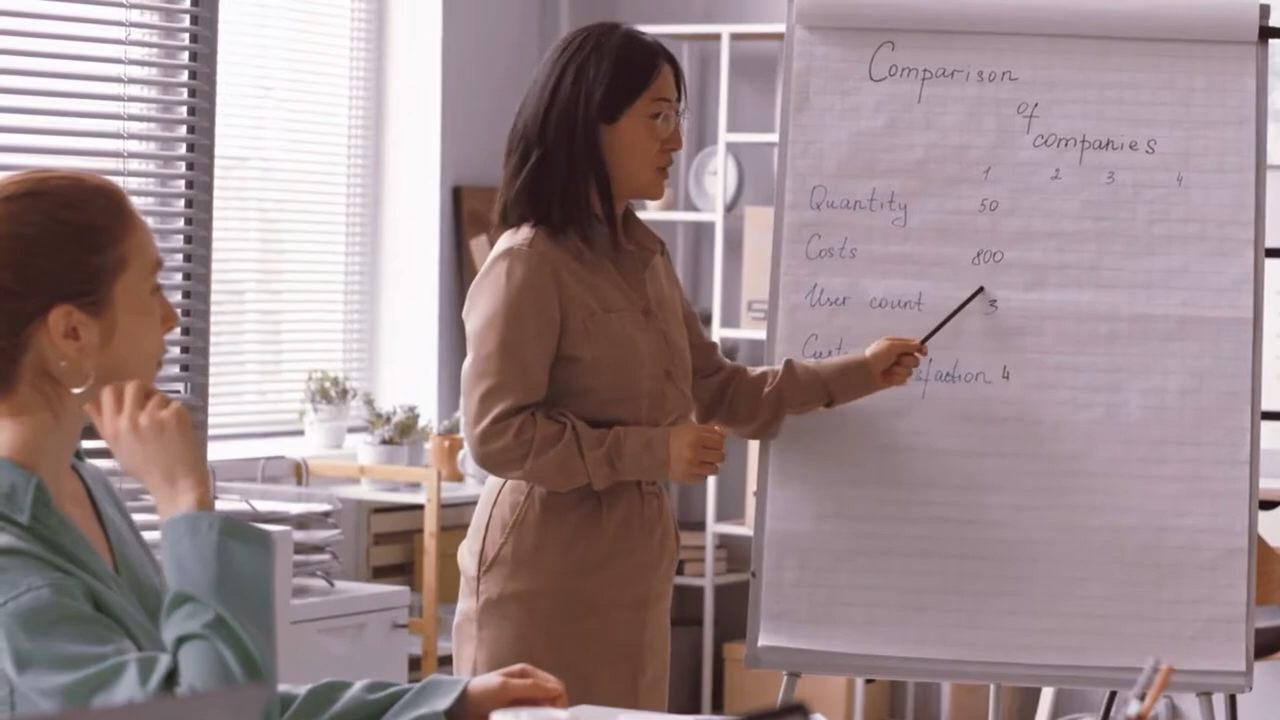 Comparison
of
companies
1 2 3 4
Quantity 50
Costs 800
User count 3
4